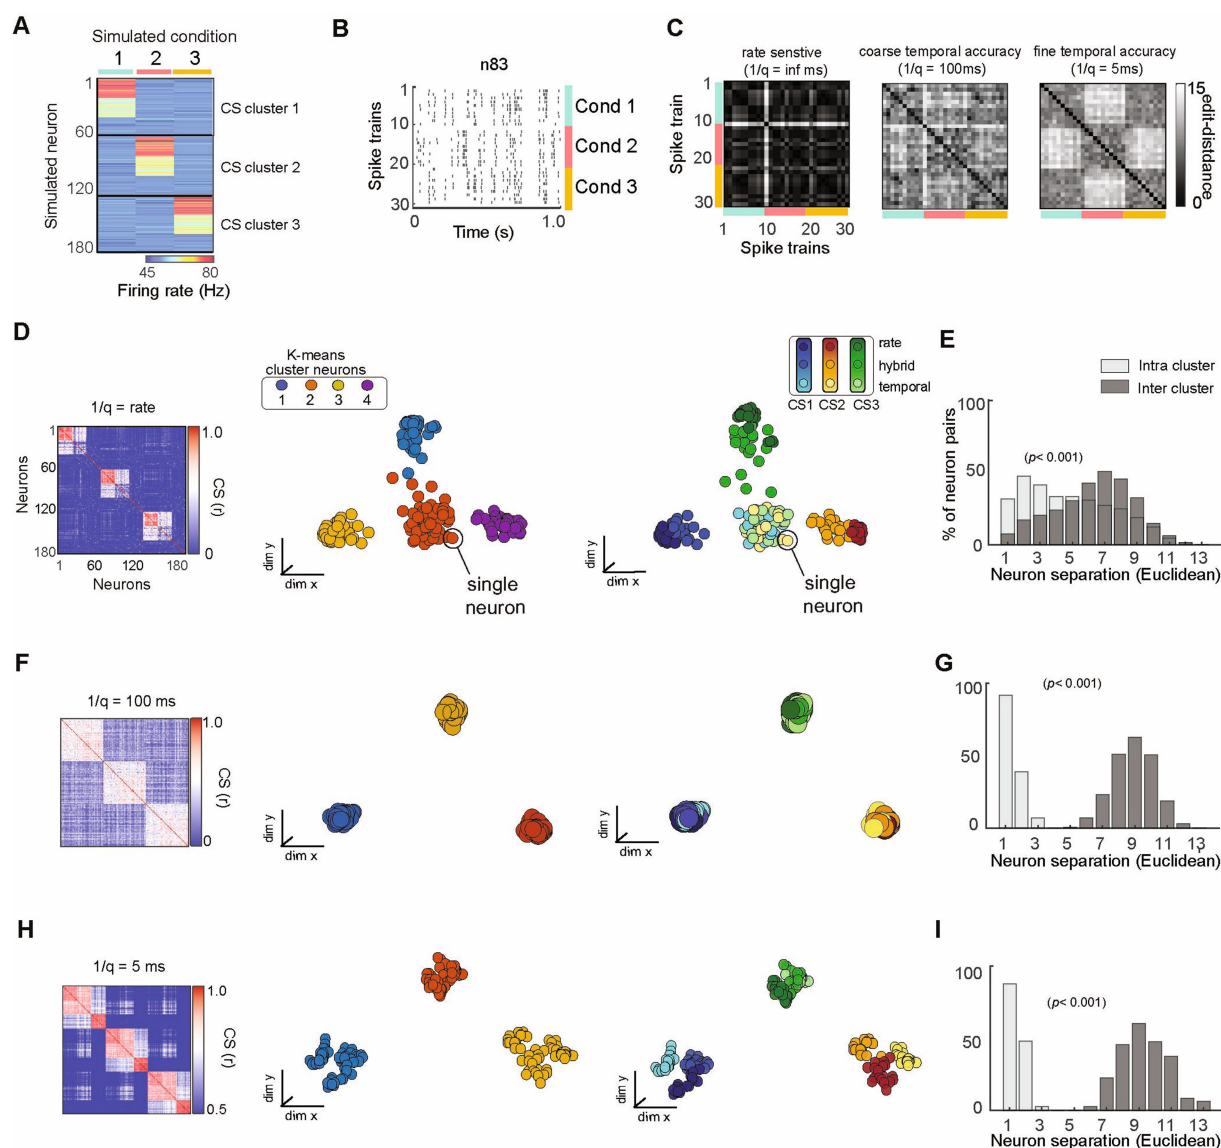 A
Simulated condition
1 2 3
Simulated neuron
1
60
120
180
CS cluster 1
CS cluster 2
CS cluster 3
45 80
Firing rate (Hz)
B
n83
Spike trains
1
10
20
30
Cond 1
Cond 2
Cond 3
0 0.5 1.0
Time (s)
C
rate senstive
(1/q = inf ms)
coarse temporal accuracy
(1/q = 100ms)
fine temporal accuracy
(1/q = 5ms)
Spike train
1
10
20
30
1 10 20 30
Spike trains
15
0
edit-disdance
D
1/q = rate
Neurons
1
60
120
180
1 60 120 180
Neurons
1.0
0
CS (r)
K-means
cluster neurons
1 2 3 4
dim y
dim x
single
neuron
rate
hybrid
temporal
CS1 CS2 CS3
dim y
dim x
single
neuron
E
Intra cluster
Inter cluster
% of neuron pairs
100
50
0
(p< 0.001)
1 3 5 7 9 11 13
Neuron separation (Euclidean)
F
1/q = 100 ms
1.0
0
CS (r)
dim y
dim x
dim y
dim x
G
100
50
0
(p< 0.001)
1 3 5 7 9 11 13
Neuron separation (Euclidean)
H
1/q = 5 ms
1.0
0.5
CS (r)
dim y
dim x
dim y
dim x
I
100
50
0
(p< 0.001)
1 3 5 7 9 11 13
Neuron separation (Euclidean)